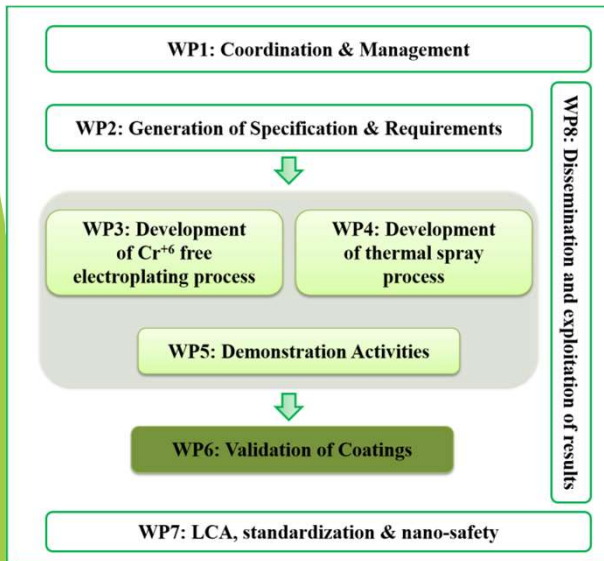 WP1: Coordination & Management
WP2: Generation of Specification & Requirements
WP3: Development
of Cr⁺⁶ free
electroplating process
WP4: Development
of thermal spray
process
WP5: Demonstration Activities
WP6: Validation of Coatings
WP7: LCA, standardization & nano-safety
WP8: Dissemination and exploitation of results